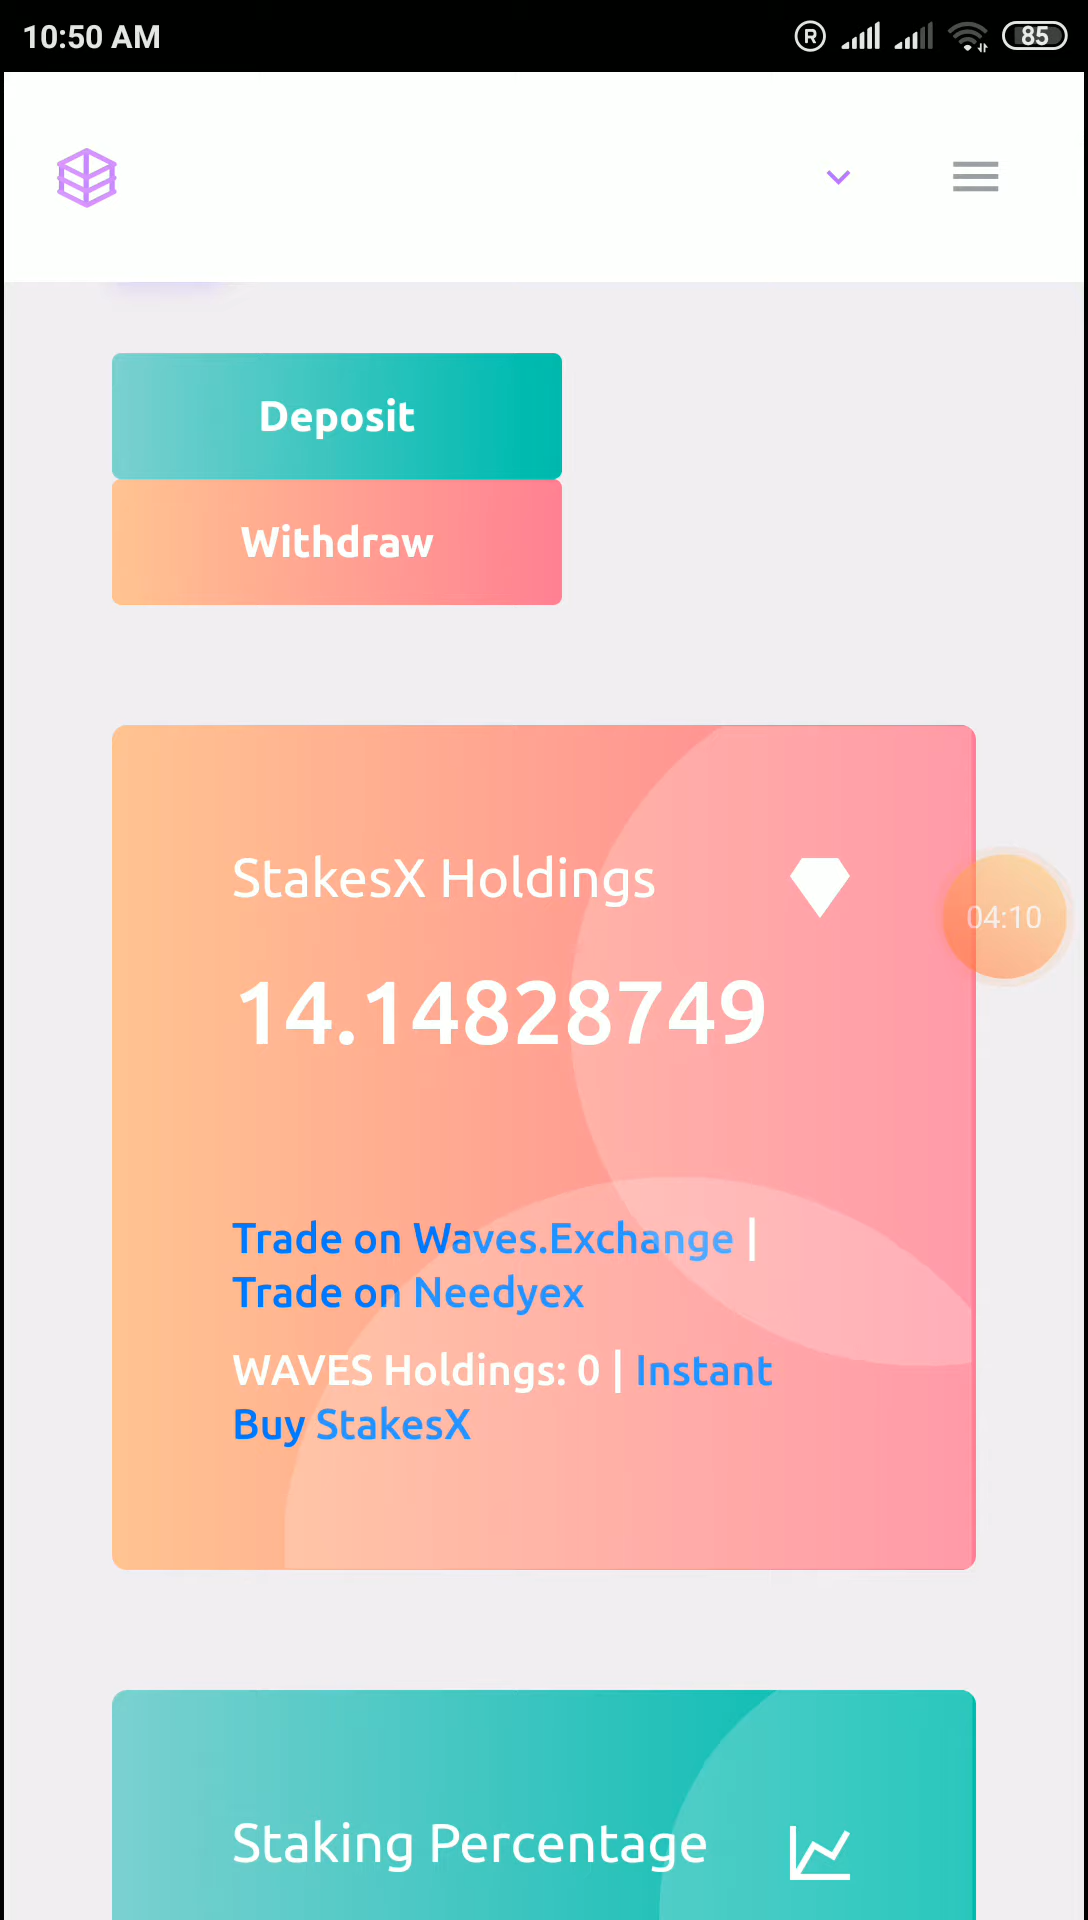 10:50 AM
R
85
Deposit
Withdraw
StakesX Holdings
04:10
14.14828749
Trade on Waves.Exchange |
Trade on Needyex
WAVES Holdings: 0 | Instant
Buy StakesX
Staking Percentage